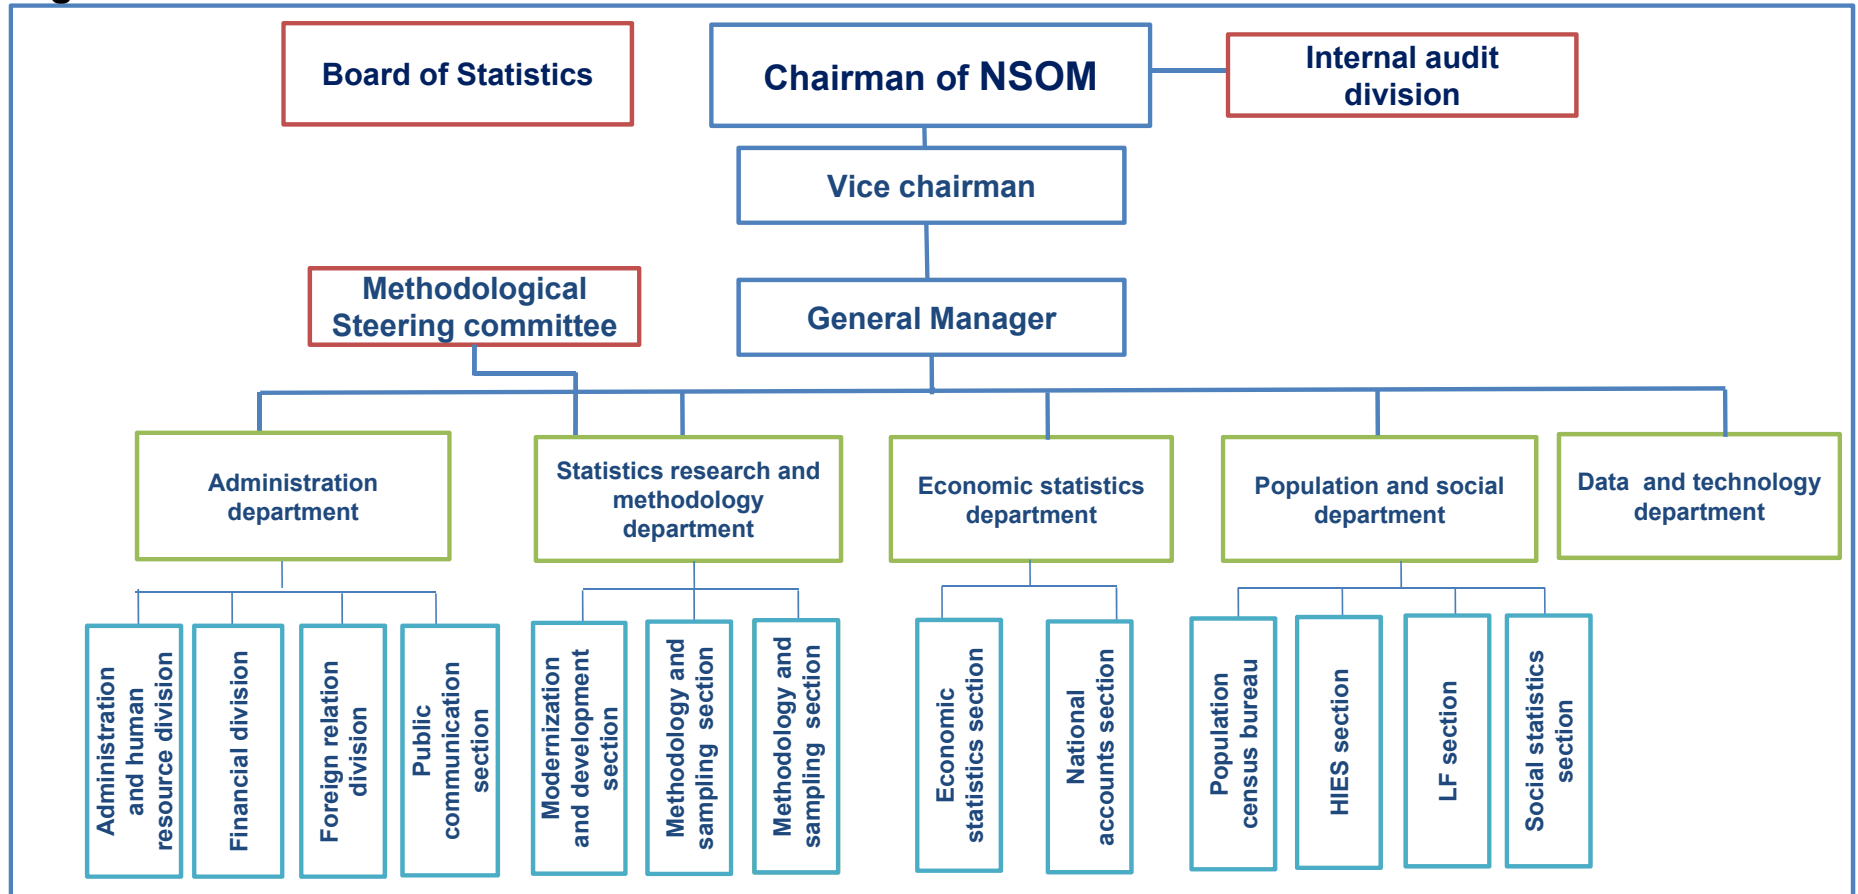 Board of Statistics
Chairman of NSOM
Internal audit
division
Vice chairman
Methodological
Steering committee
General Manager
Administration
department
Statistics research and
methodology
department
Economic statistics
department
Population and social
department
Data and technology
department
Administration
and human
resource division
Financial division
Foreign relation
division
Public
communication
section
Modernization
and development
section
Methodology and
sampling section
Methodology and
sampling section
Economic
statistics section
National
accounts section
Population
census bureau
HIES section
LF section
Social statistics
section